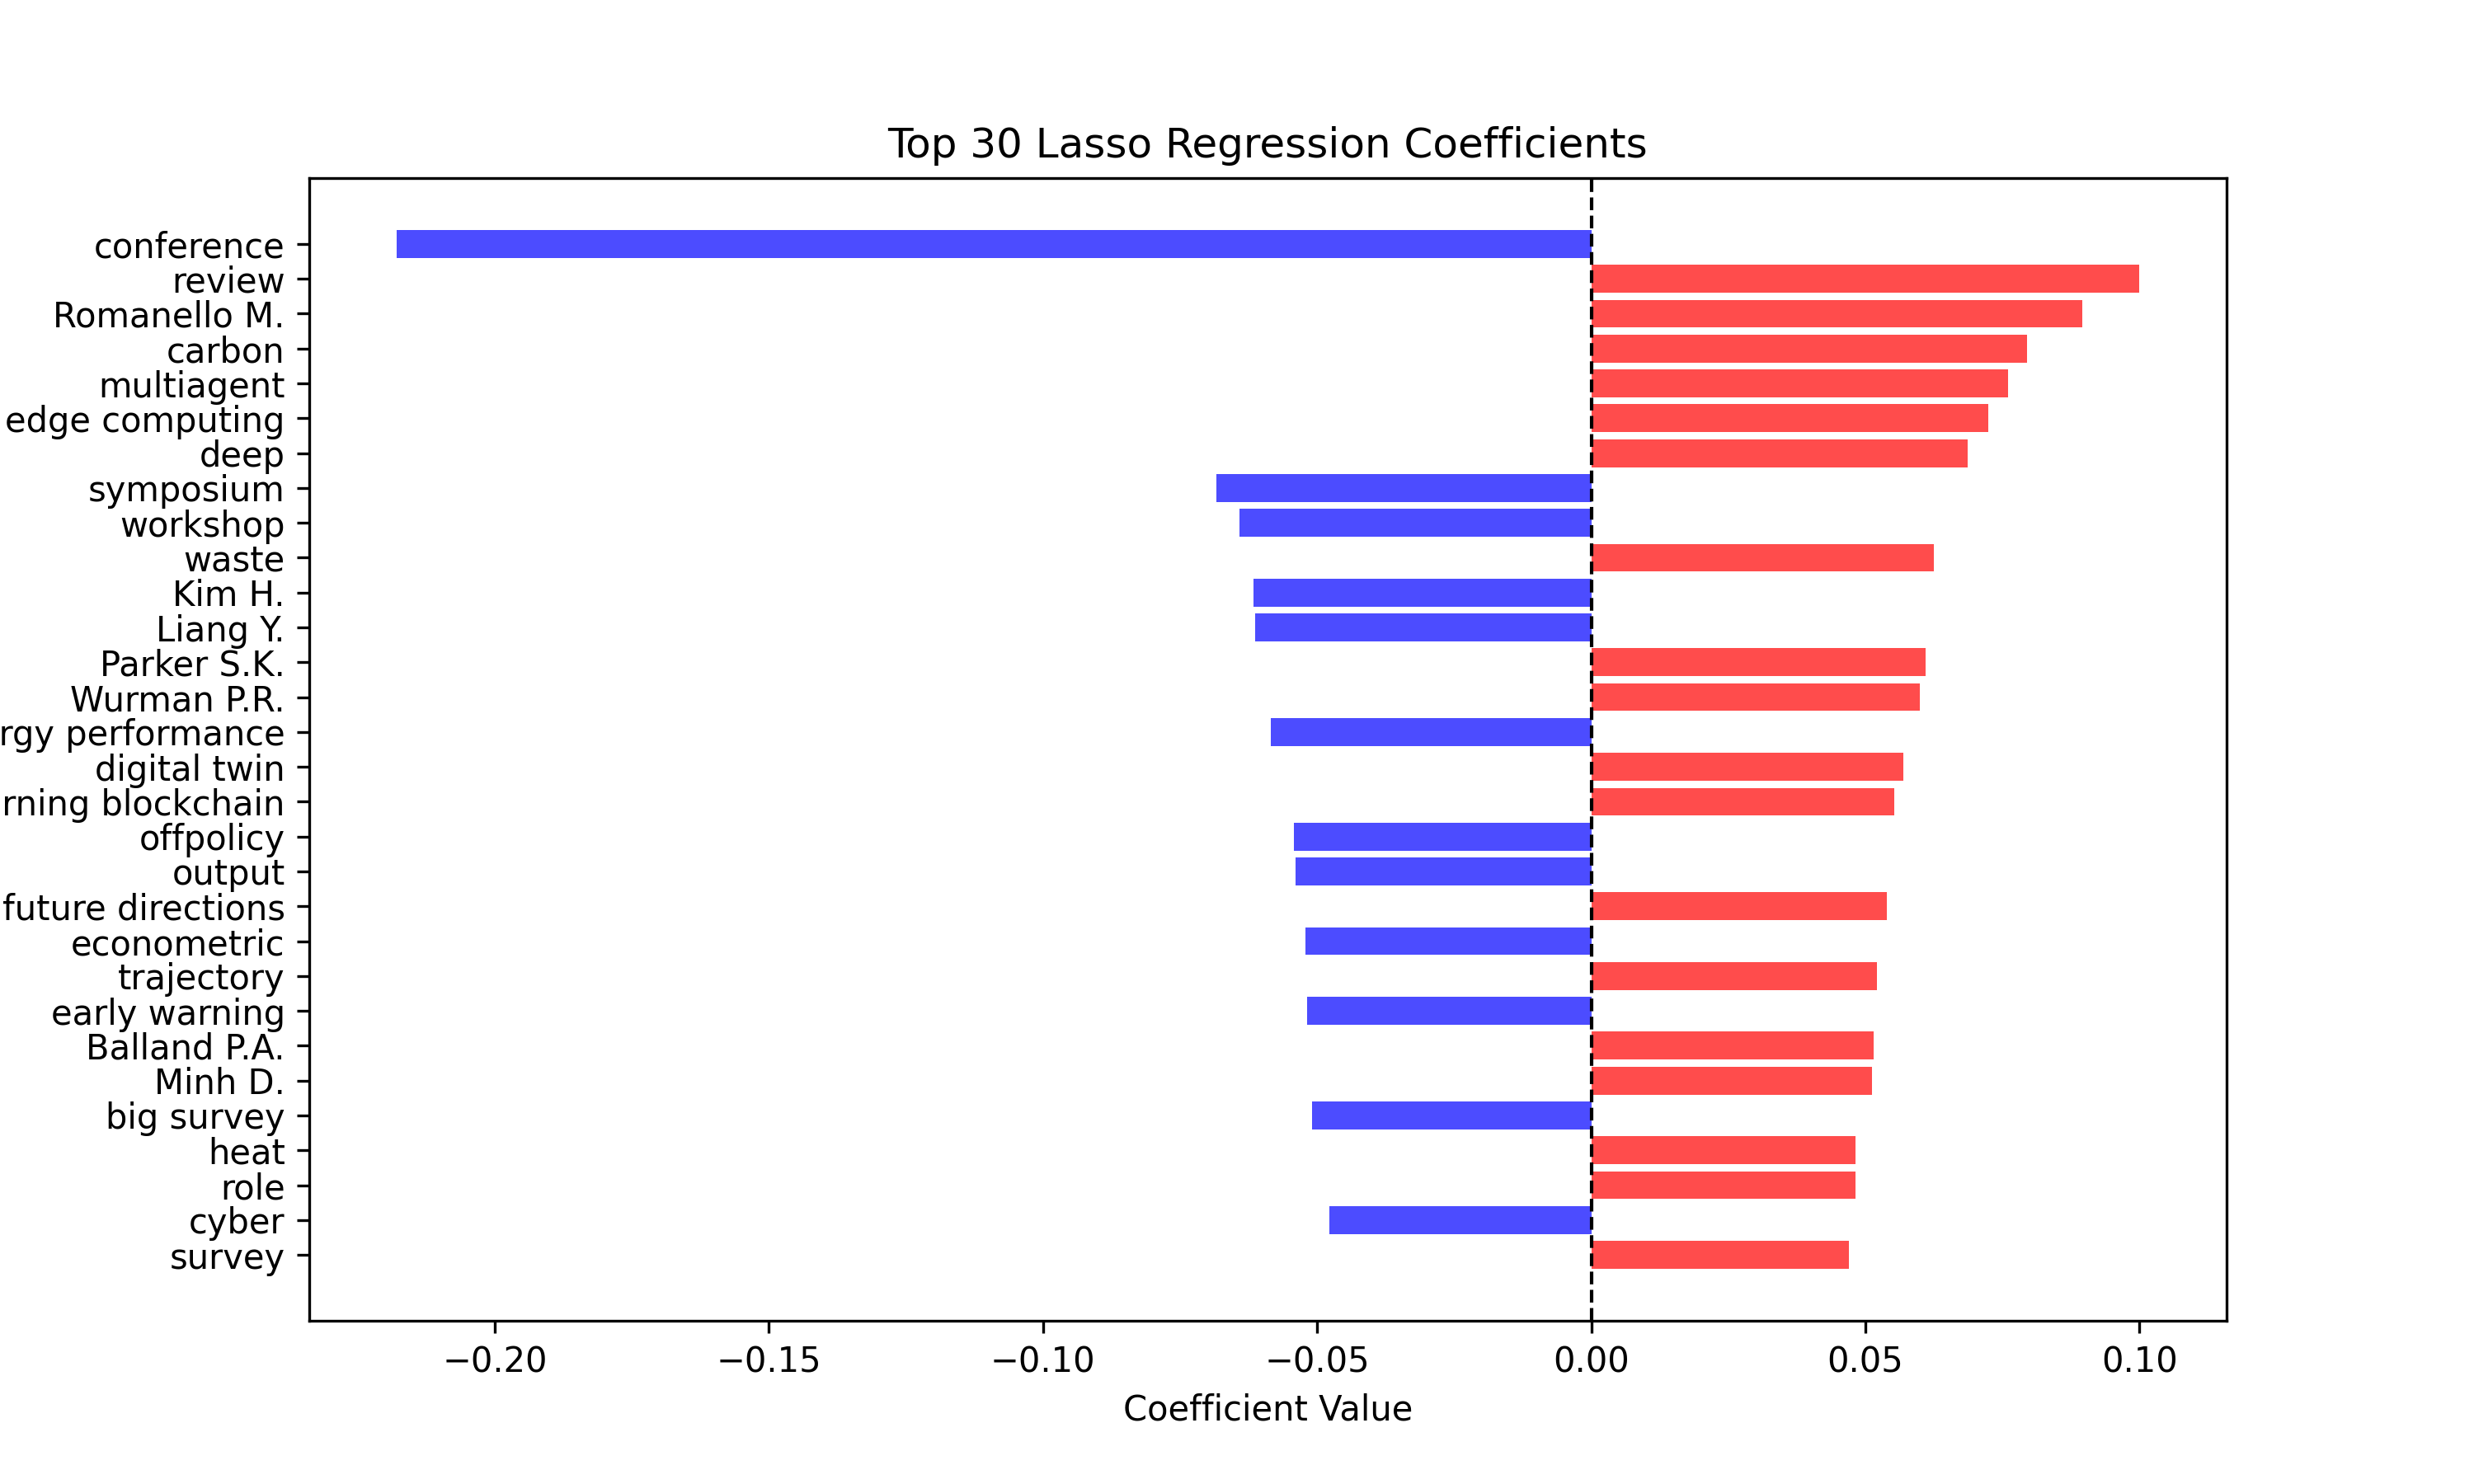 Top 30 Lasso Regression Coefficients
conference
review
Romanello M.
carbon
multiagent
edge computing
deep
symposium
workshop
waste
Kim H.
Liang Y.
Parker S.K.
Wurman P.R.
rgy performance
digital twin
rning blockchain
offpolicy
output
future directions
econometric
trajectory
early warning
Balland P.A.
Minh D.
big survey
heat
role
cyber
survey
−0.20 −0.15 −0.10 −0.05 0.00 0.05 0.10
Coefficient Value